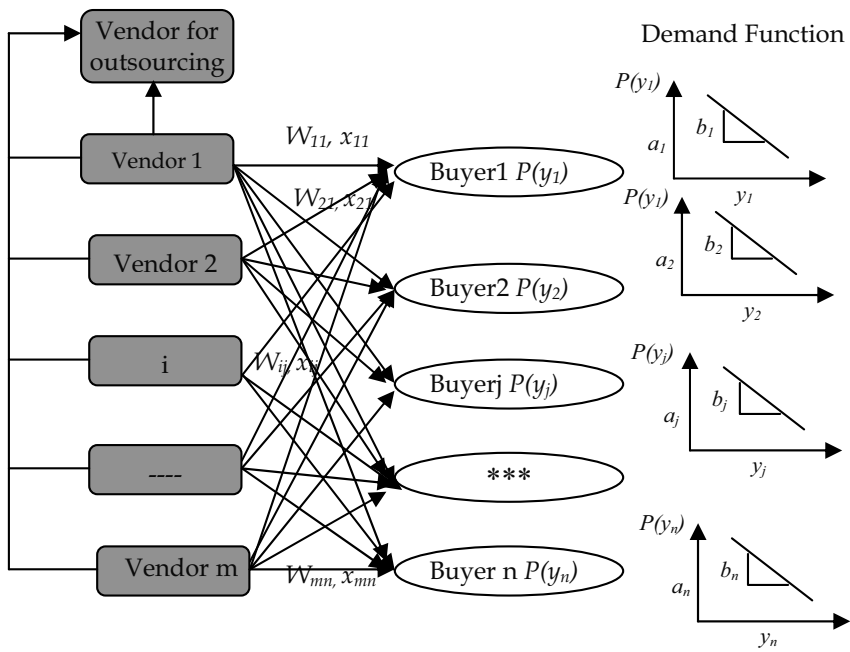 Vendor for
outsourcing
Demand Function
Vendor 1
W11, x11
Buyer1 P(y1)
P(y1)
b1
a1
y1
W21, x21
Vendor 2
Buyer2 P(y2)
P(y1)
b2
a2
y2
i
Wij, xij
Buyerj P(yj)
P(yj)
bj
aj
yj
----
***
Vendor m
Wmn, xmn
Buyer n P(yn)
P(yn)
bn
an
yn